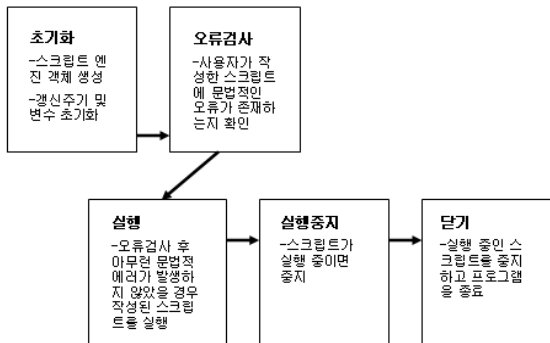 초기화
-스크립트 엔
진 객체 생성
-갱신주기 및
변수 초기화
오류검사
-사용자가 작
성한 스크립트
에 문법적인
오류가 존재하
는지 확인
실행
-오류검사 후
아무런 문법적
에러가 발생하
지 않았을 경우
작성된 스크립
트를 실행
실행중지
-스크립트가
실행 중이면
중지
닫기
-실행 중인 스
크립트를 중지
하고 프로그램
을 종료